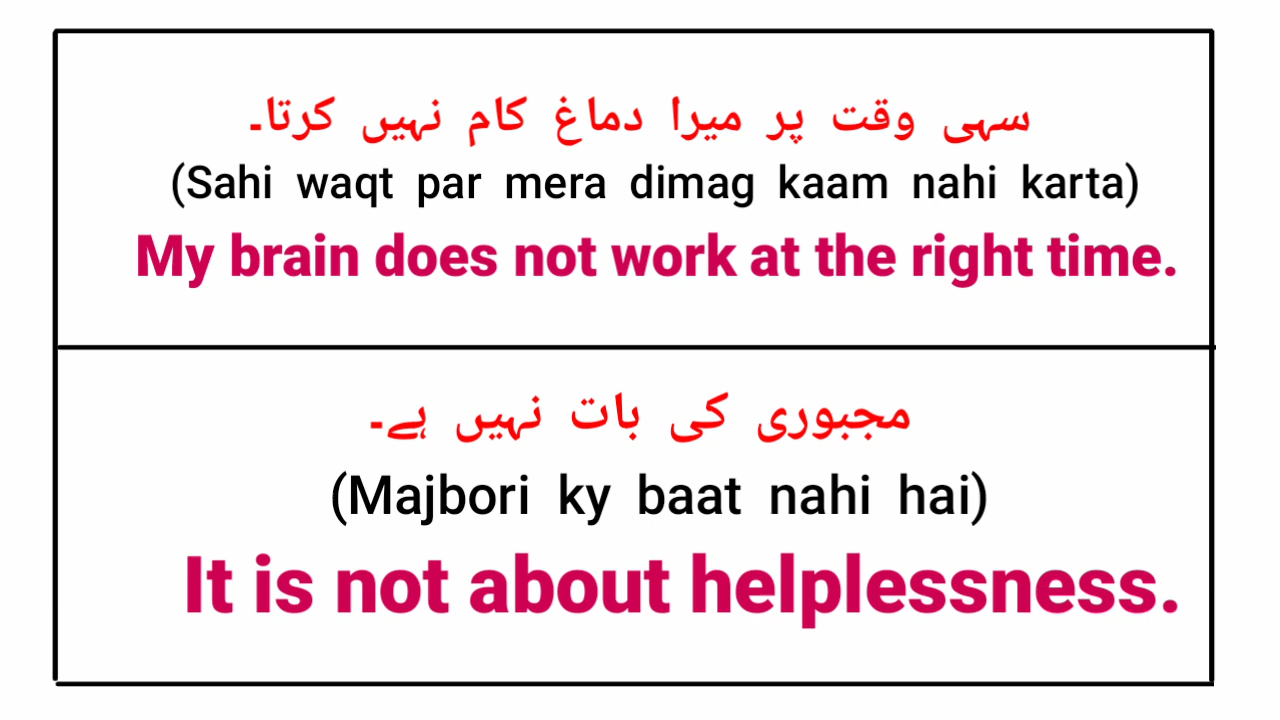 سہی وقت پر میرا دماغ کام نہیں کرتا۔
(Sahi waqt par mera dimag kaam nahi karta)
My brain does not work at the right time.
مجبوری کی بات نہیں ہے۔
(Majbori ky baat nahi hai)
It is not about helplessness.